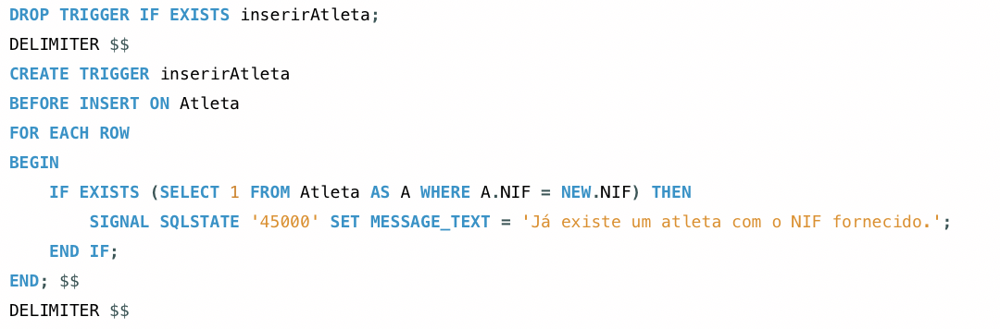 DROP TRIGGER IF EXISTS inserirAtleta;
DELIMITER $$
CREATE TRIGGER inserirAtleta
BEFORE INSERT ON Atleta
FOR EACH ROW
BEGIN
    IF EXISTS (SELECT 1 FROM Atleta AS A WHERE A.NIF = NEW.NIF) THEN
        SIGNAL SQLSTATE '45000' SET MESSAGE_TEXT = 'Já existe um atleta com o NIF fornecido.';
    END IF;
END; $$
DELIMITER $$